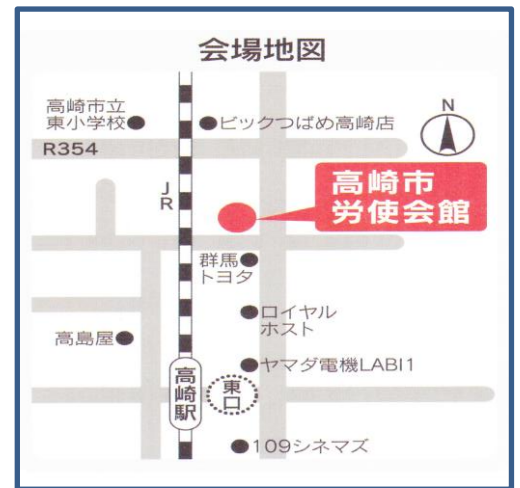 会場地図
高崎市立
東小学校
ビックつばめ高崎店
N
R354
JR
高崎市
労使会館
群馬
トヨタ
ロイヤル
ホスト
高島屋
ヤマダ電機LABI1
高崎駅
東口
109シネマズ